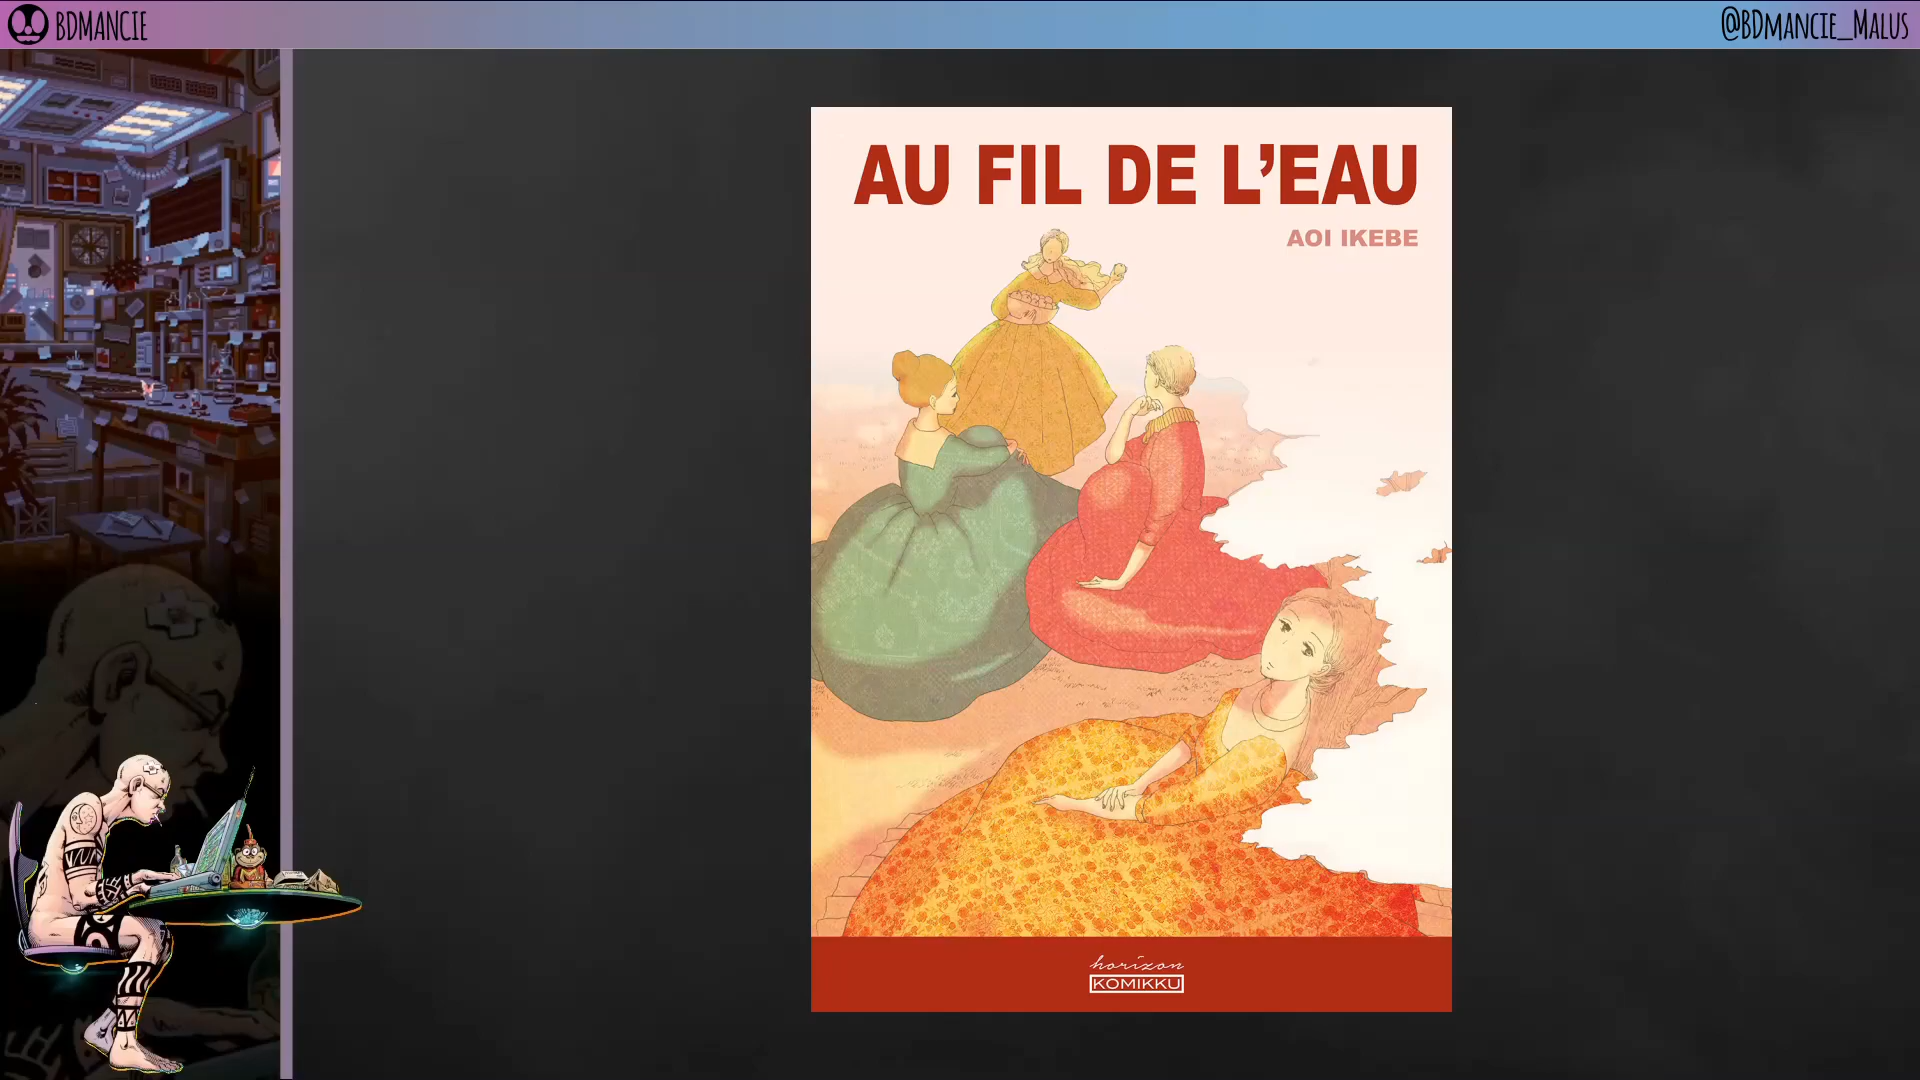 BDMANCIE
@BDMANCIE_MALUS
AU FIL DE L’EAU
AOI IKEBE
horizon
KOMIKKU